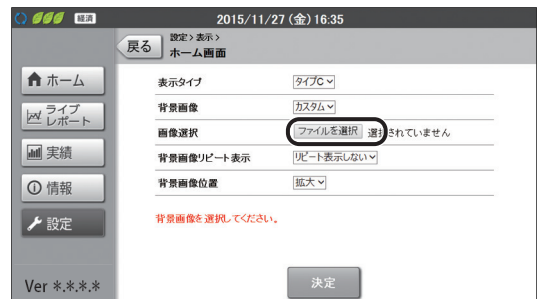 経済
2015/11/27 (金) 16:35
戻る
設定 > 表示 >
ホーム画面
ホーム
ライブ
レポート
実績
情報
設定
Ver *.*.*.*
表示タイプ
タイプC
背景画像
カスタム
画像選択
ファイルを選択
選択されていません
背景画像リピート表示
リピート表示しない
背景画像位置
拡大
背景画像を選択してください。
決定